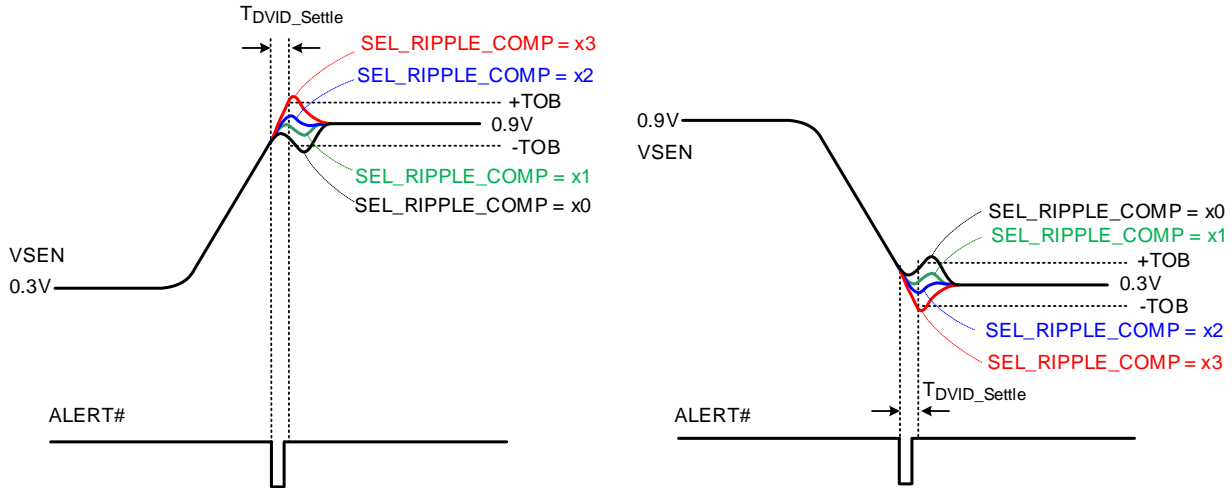 TDVID_Settle
SEL_RIPPLE_COMP = x3
SEL_RIPPLE_COMP = x2
+TOB
0.9V
-TOB
SEL_RIPPLE_COMP = x1
SEL_RIPPLE_COMP = x0
VSEN
0.3V
ALERT#
0.9V
VSEN
SEL_RIPPLE_COMP = x0
SEL_RIPPLE_COMP = x1
+TOB
0.3V
-TOB
SEL_RIPPLE_COMP = x2
SEL_RIPPLE_COMP = x3
TDVID_Settle
ALERT#